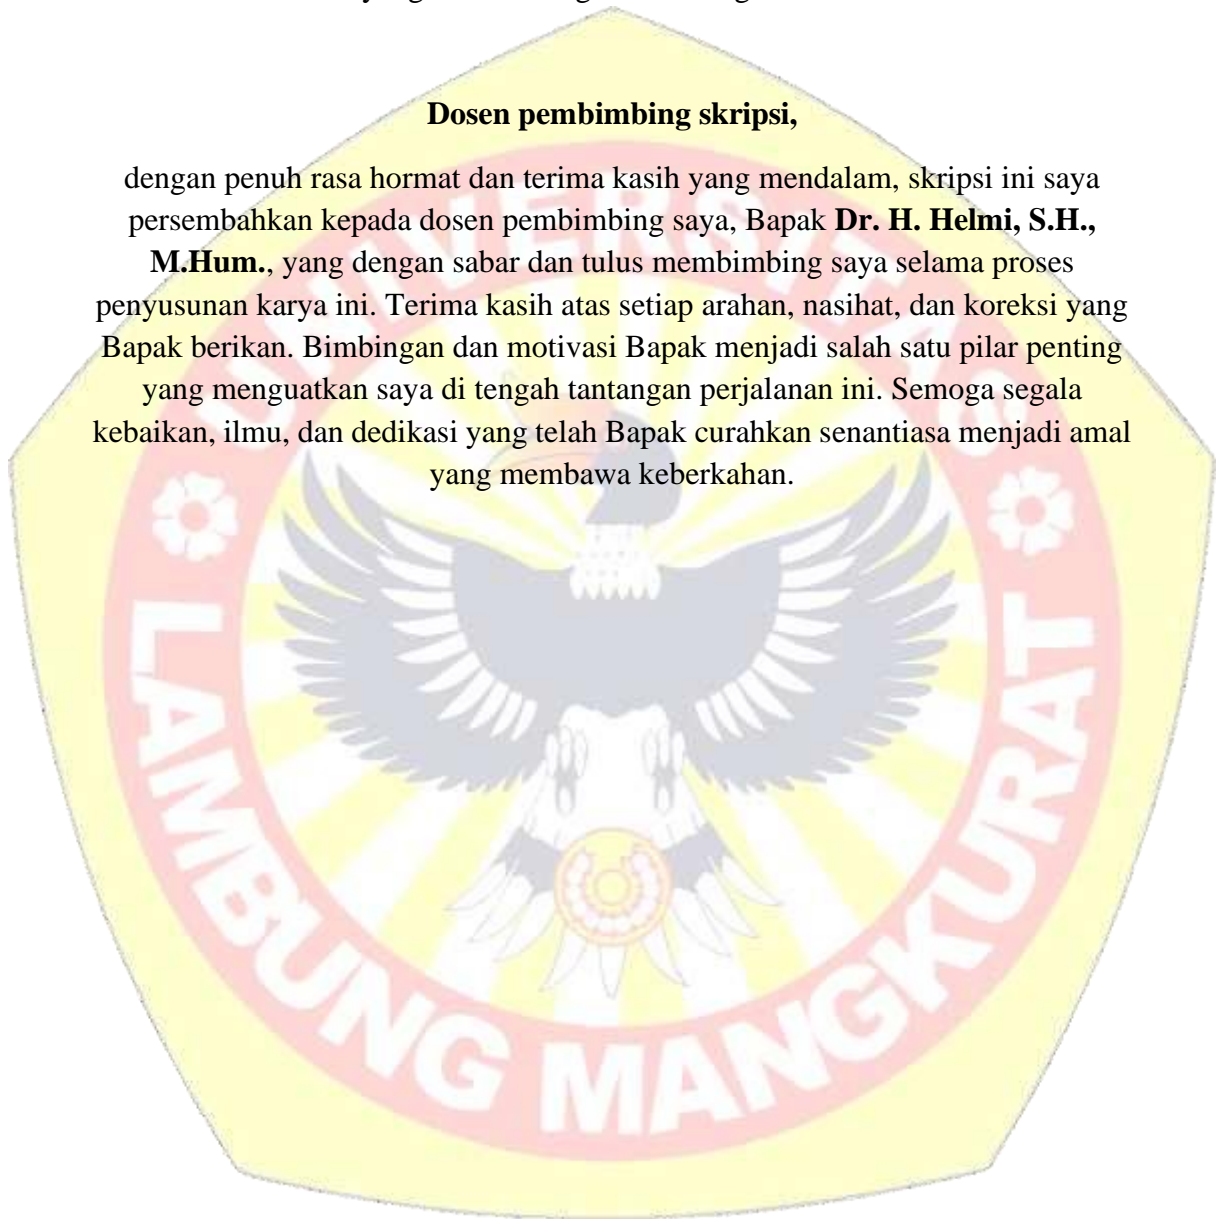 Dosen pembimbing skripsi,
dengan penuh rasa hormat dan terima kasih yang mendalam, skripsi ini saya
persembahkan kepada dosen pembimbing saya, Bapak Dr. H. Helmi, S.H.,
M.Hum., yang dengan sabar dan tulus membimbing saya selama proses
penyusunan karya ini. Terima kasih atas setiap arahan, nasihat, dan koreksi yang
Bapak berikan. Bimbingan dan motivasi Bapak menjadi salah satu pilar penting
yang menguatkan saya di tengah tantangan perjalanan ini. Semoga segala
kebaikan, ilmu, dan dedikasi yang telah Bapak curahkan senantiasa menjadi amal
yang membawa keberkahan.
UNIVERSITAS
LAMBUNG MANGKURAT